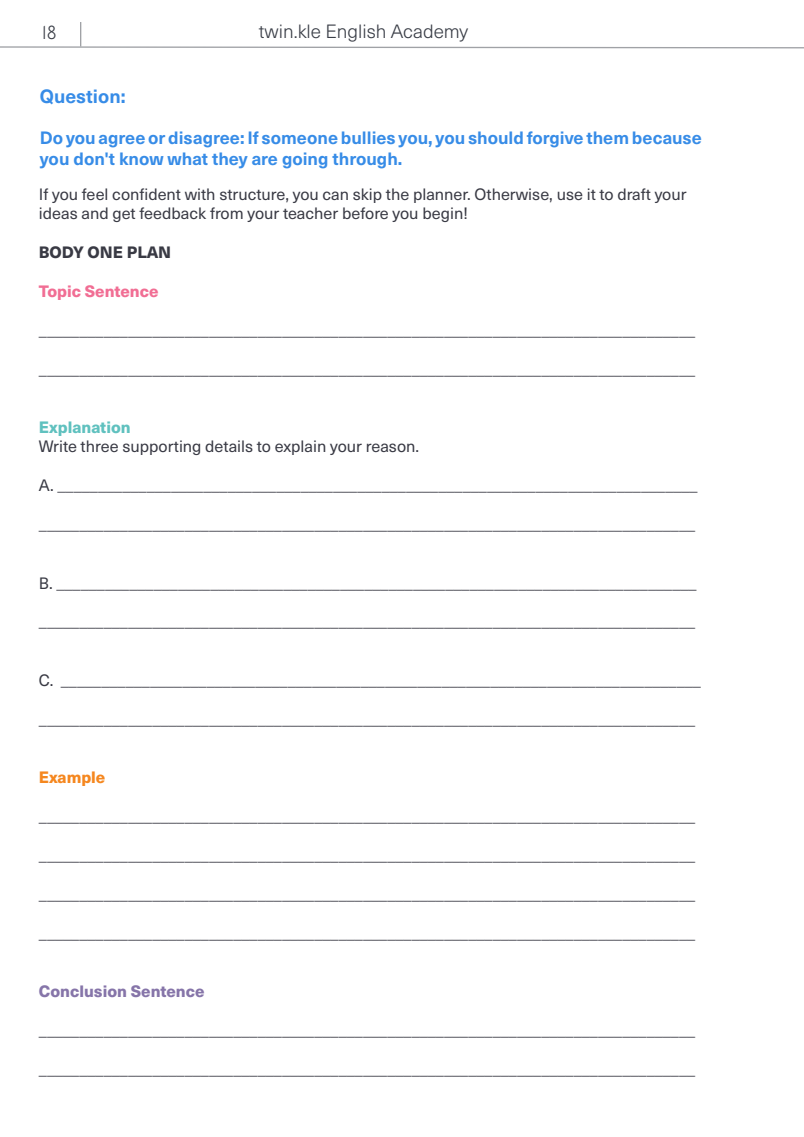 18
twin.kle English Academy
Question:
Do you agree or disagree: If someone bullies you, you should forgive them because
you don't know what they are going through.
If you feel confident with structure, you can skip the planner. Otherwise, use it to draft your
ideas and get feedback from your teacher before you begin!
BODY ONE PLAN
Topic Sentence
Explanation
Write three supporting details to explain your reason.
A.
B.
C.
Example
Conclusion Sentence